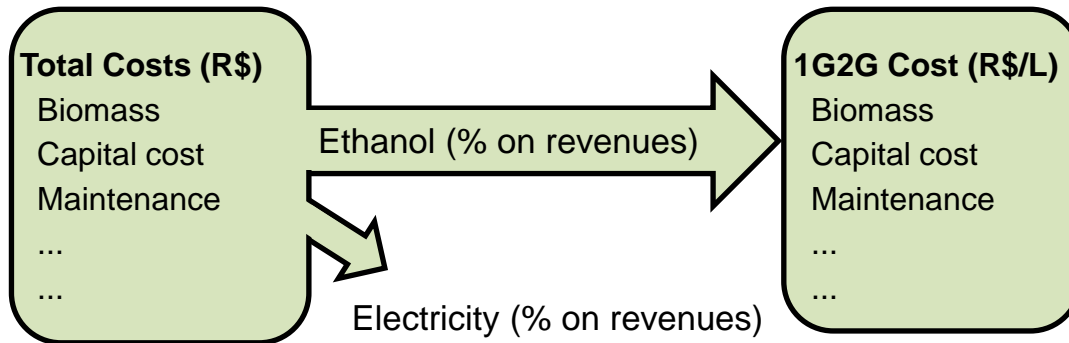 Total Costs (R$)
Biomass
Capital cost
Maintenance
...
...
Ethanol (% on revenues)
Electricity (% on revenues)
1G2G Cost (R$/L)
Biomass
Capital cost
Maintenance
...
...